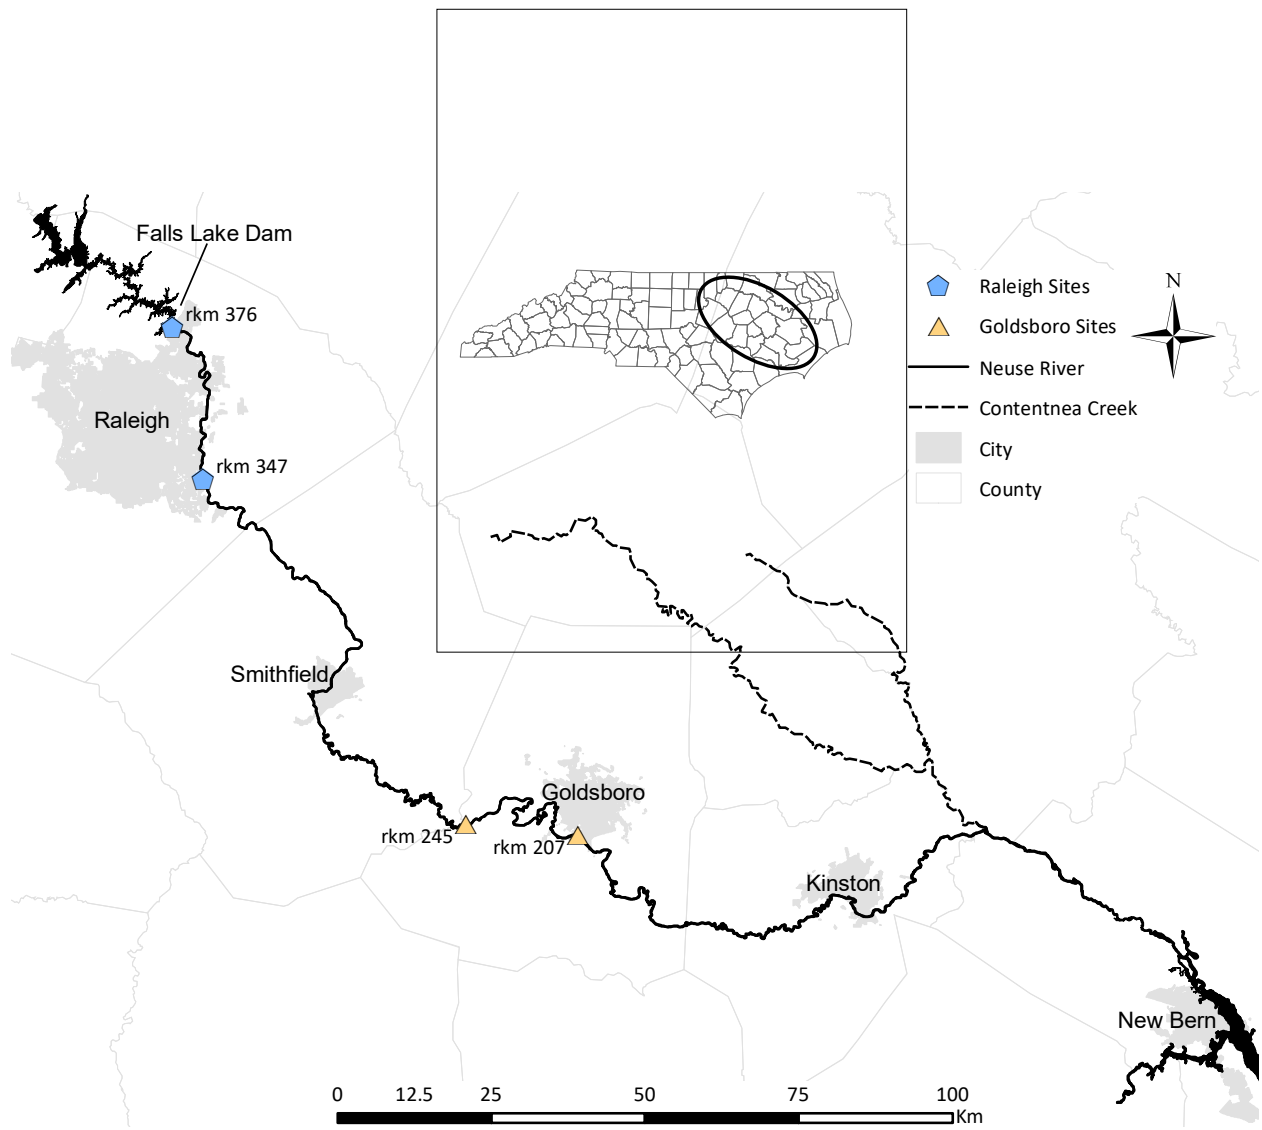 Falls Lake Dam
rkm 376
Raleigh
rkm 347
Smithfield
Goldsboro
rkm 245
rkm 207
Kinston
New Bern
N
Raleigh Sites
Goldsboro Sites
Neuse River
Contentnea Creek
City
County
0 12.5 25 50 75 100
Km